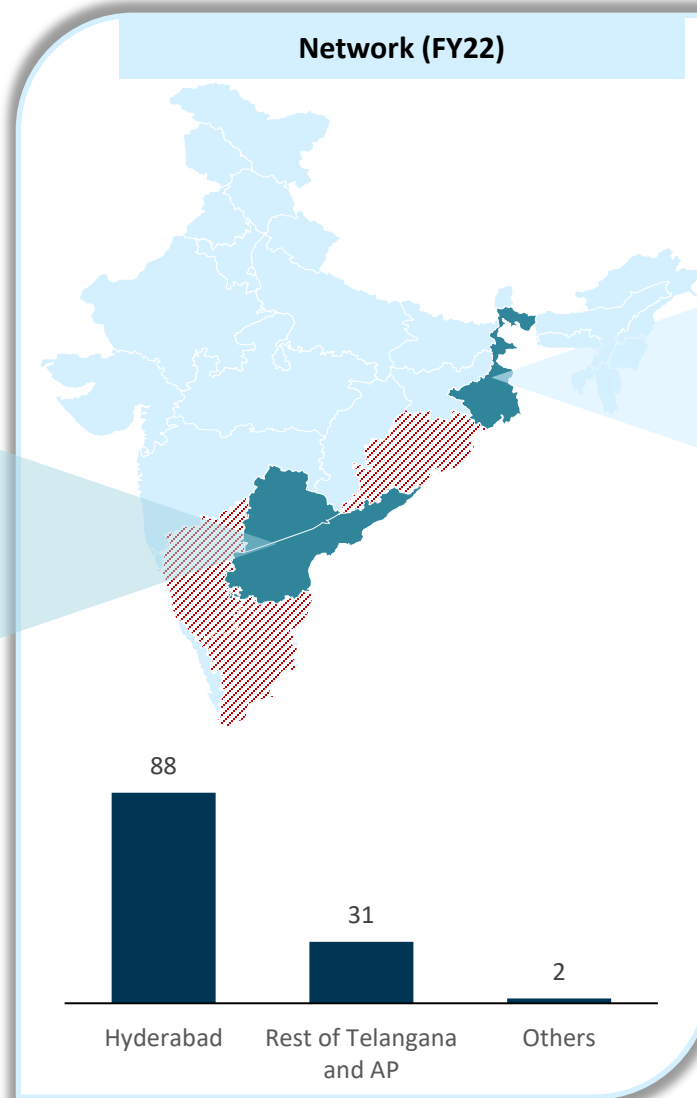 Network (FY22)
88
31
2
Hyderabad
Rest of Telangana
and AP
Others